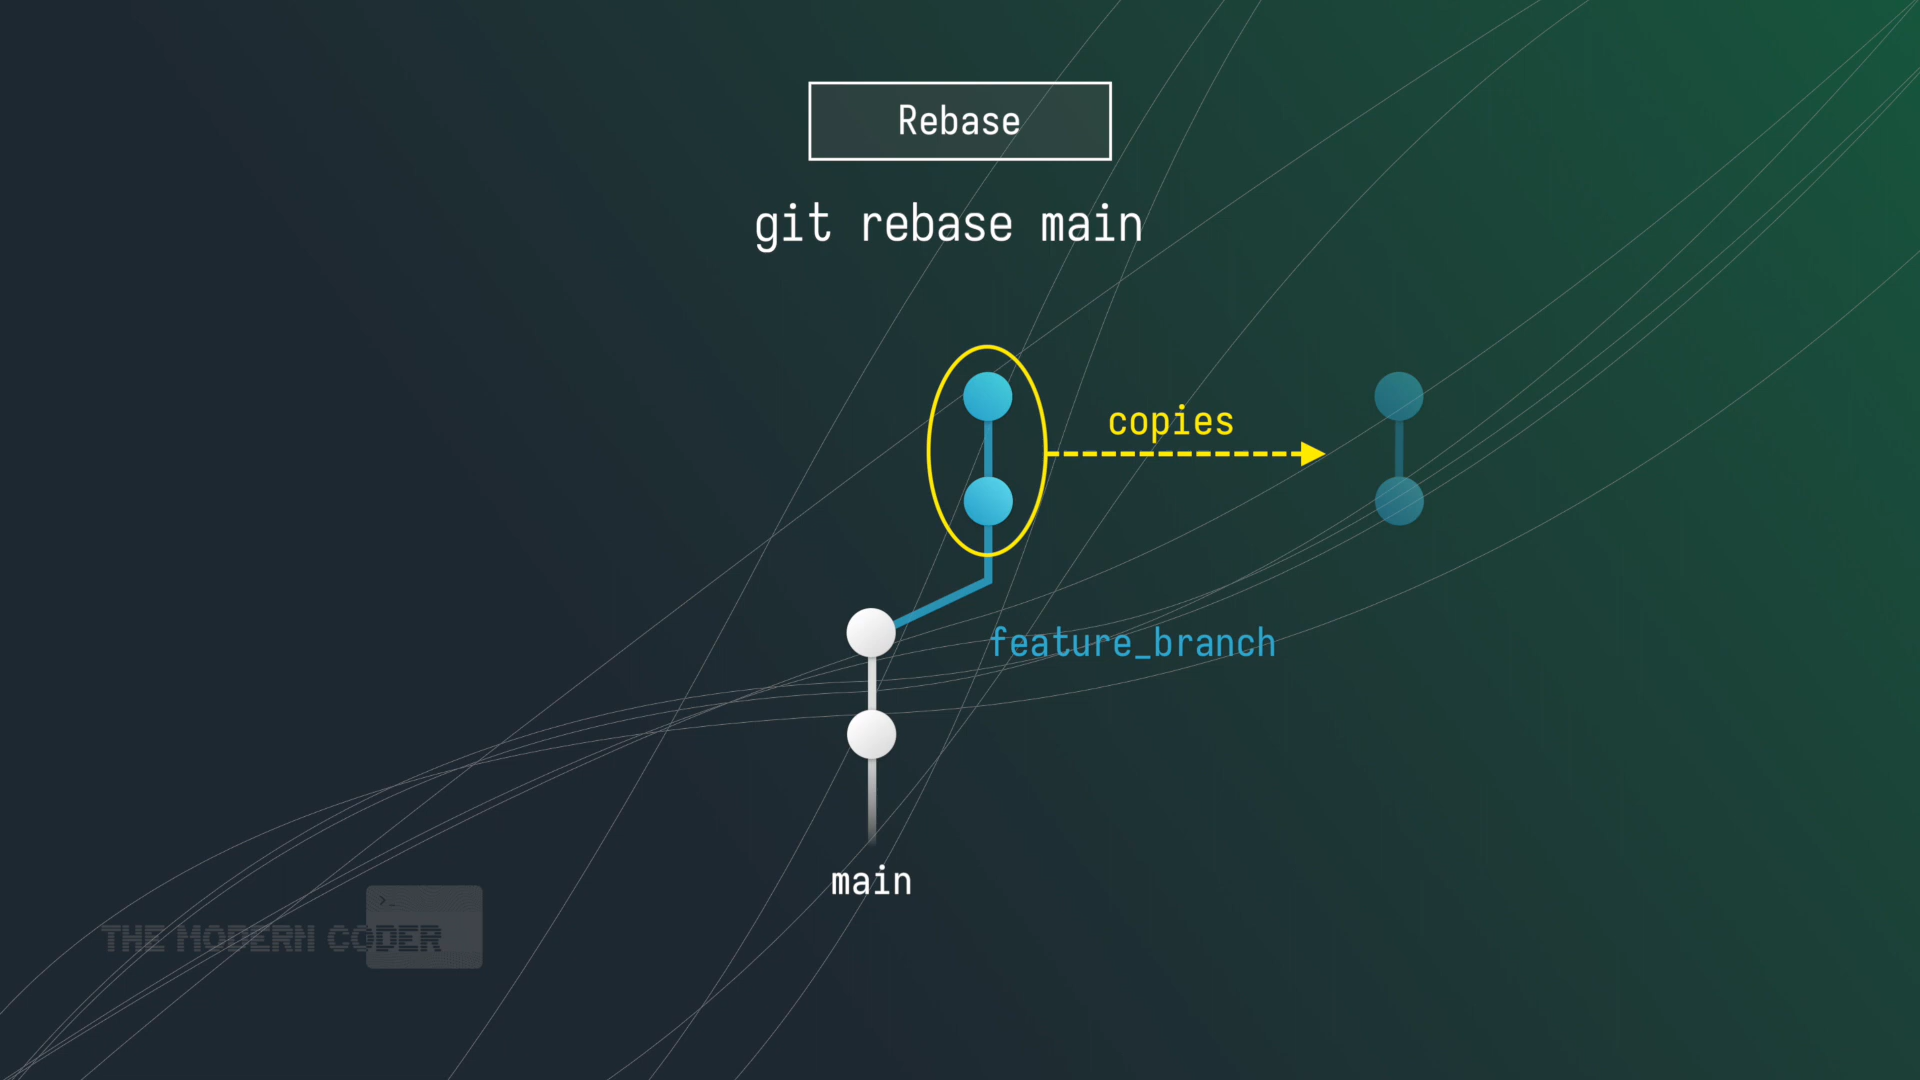 Rebase
git rebase main
copies
feature_branch
main
>_
THE MODERN CODER